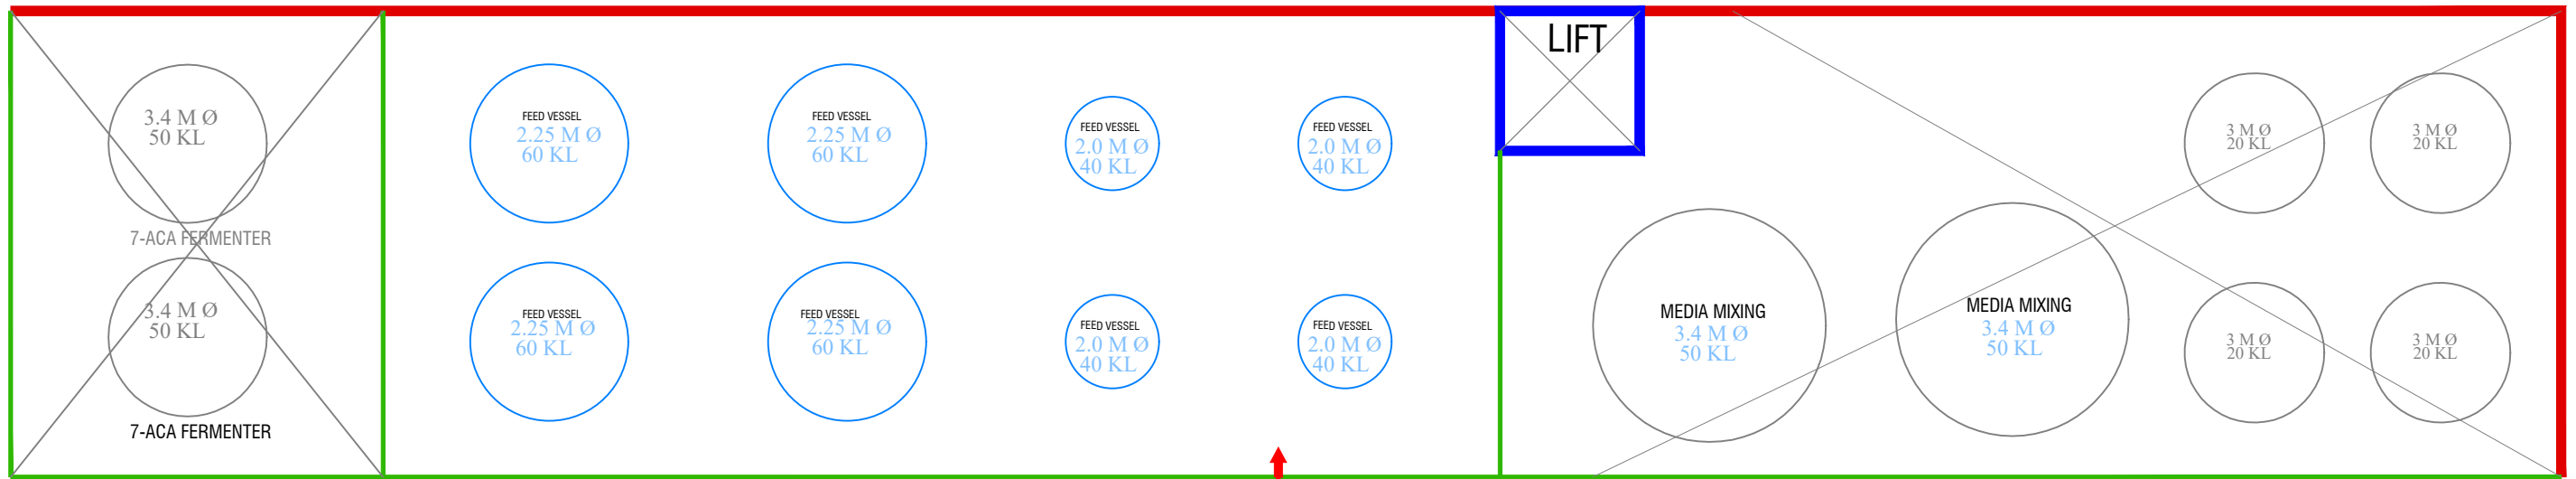 LIFT
3.4 M Ø
50 KL
7-ACA FERMENTER
3.4 M Ø
50 KL
7-ACA FERMENTER
FEED VESSEL
2.25 M Ø
60 KL
FEED VESSEL
2.25 M Ø
60 KL
FEED VESSEL
2.0 M Ø
40 KL
FEED VESSEL
2.0 M Ø
40 KL
FEED VESSEL
2.25 M Ø
60 KL
FEED VESSEL
2.25 M Ø
60 KL
FEED VESSEL
2.0 M Ø
40 KL
FEED VESSEL
2.0 M Ø
40 KL
MEDIA MIXING
3.4 M Ø
50 KL
MEDIA MIXING
3.4 M Ø
50 KL
3 M Ø
20 KL
3 M Ø
20 KL
3 M Ø
20 KL
3 M Ø
20 KL